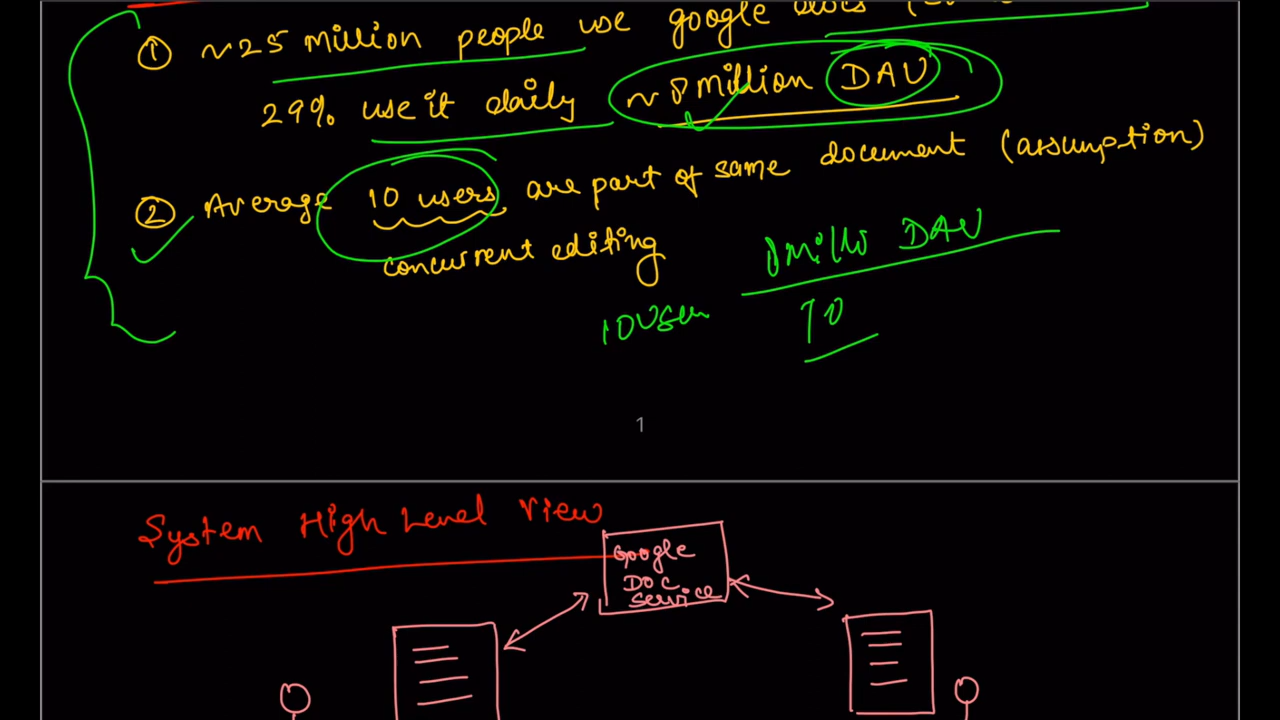 ① ~25 million people use google docs
29% use it daily ~8 million DAU
② Average 10 users are part of same document (assumption)
concurrent editing
8 Millio DAU
10 User
10
1
System High Level View
Google
DOC
Service